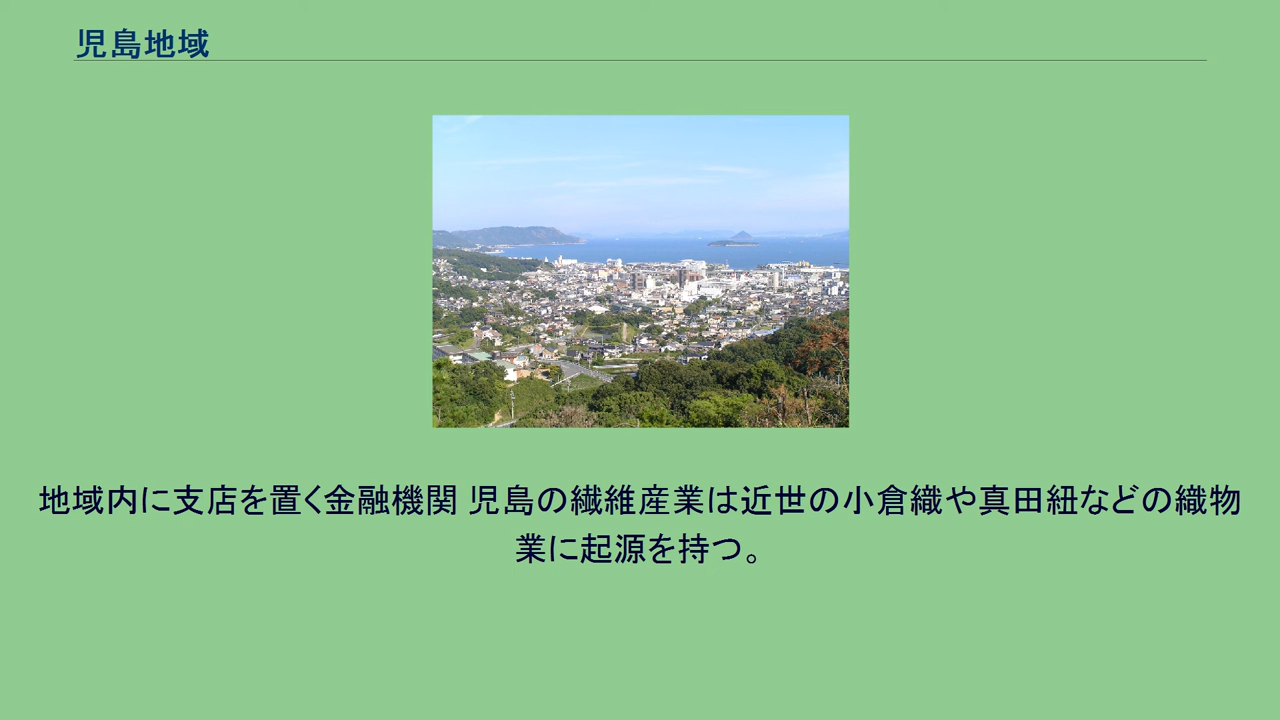 児島地域
地域内に支店を置く金融機関 児島の繊維産業は近世の小倉織や真田紐などの織物
業に起源を持つ。